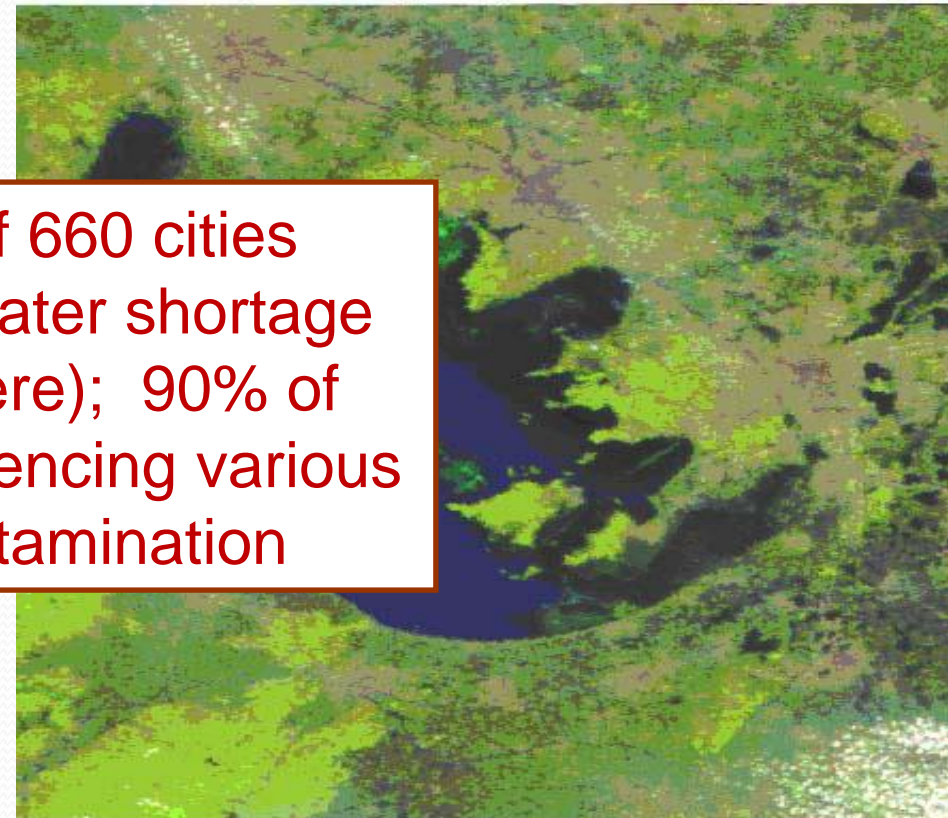 f 660 cities
ater shortage
ere); 90% of
encing various
tamination